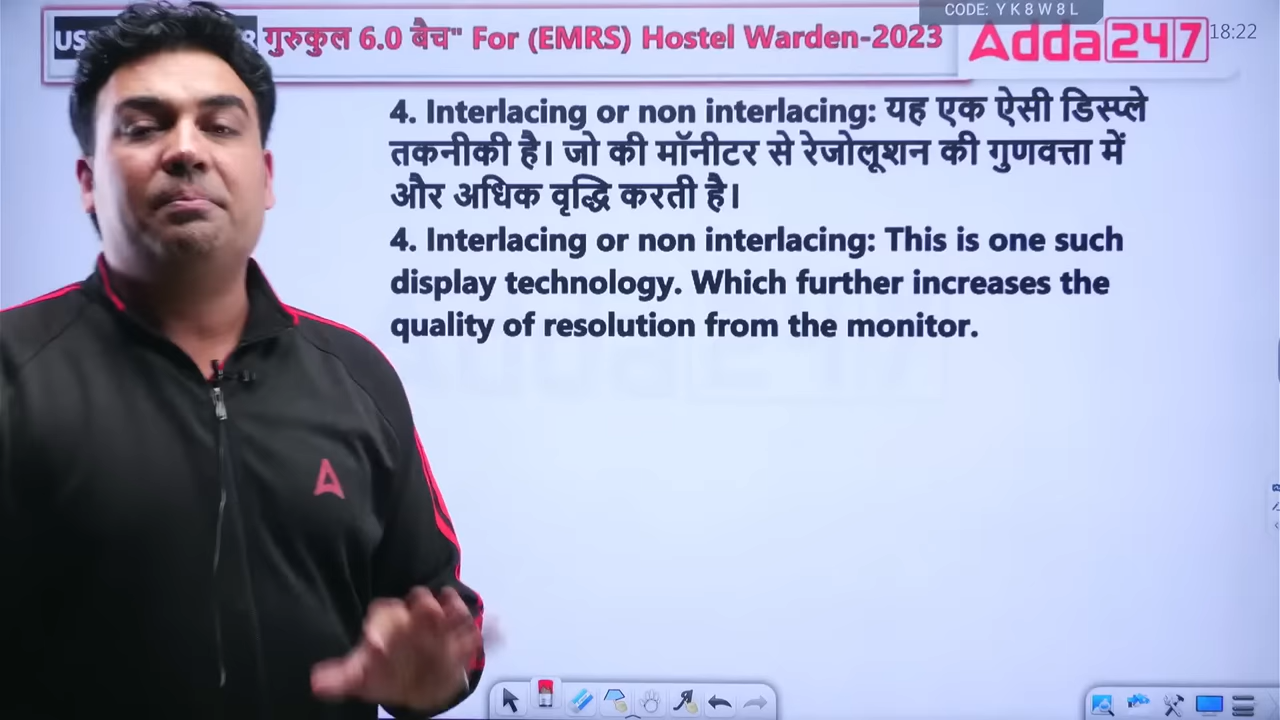 CODE: Y K 8 W 8 L
गुरुकुल 6.0 बैच" For (EMRS) Hostel Warden-2023
Adda247
18:22
4. Interlacing or non interlacing: यह एक ऐसी डिस्प्ले
तकनीकी है। जो की मॉनीटर से रेजोलूशन की गुणवत्ता में
और अधिक वृद्धि करती है।
4. Interlacing or non interlacing: This is one such
display technology. Which further increases the
quality of resolution from the monitor.